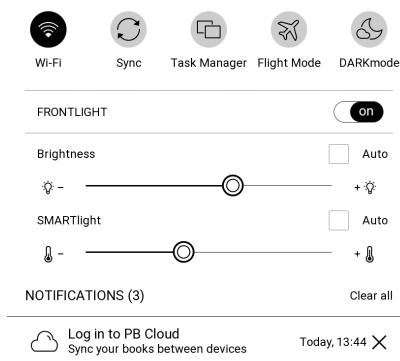 Wi-Fi Sync Task Manager Flight Mode DARKmode
FRONTLIGHT on
Brightness Auto
SMARTlight Auto
NOTIFICATIONS (3) Clear all
Log in to PB Cloud
Sync your books between devices Today, 13:44